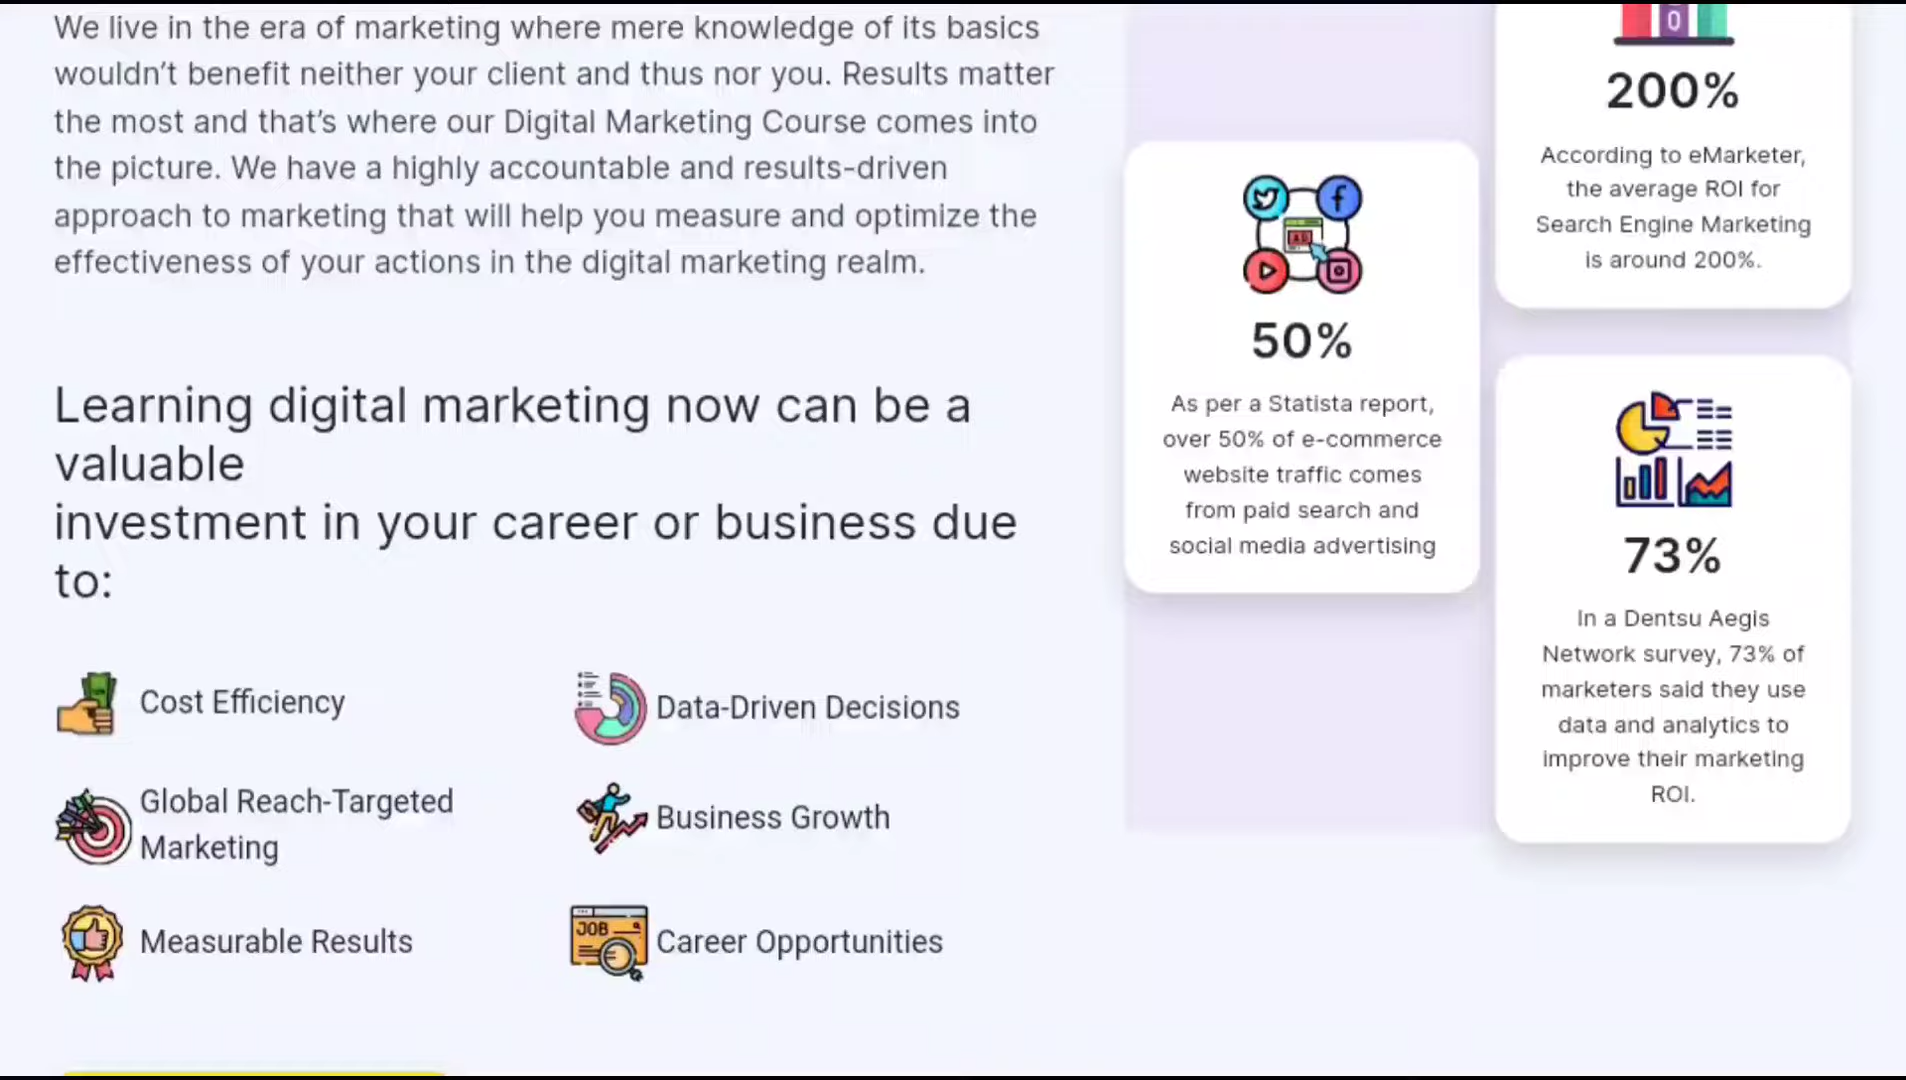 We live in the era of marketing where mere knowledge of its basics
wouldn’t benefit neither your client and thus nor you. Results matter
the most and that’s where our Digital Marketing Course comes into
the picture. We have a highly accountable and results-driven
approach to marketing that will help you measure and optimize the
effectiveness of your actions in the digital marketing realm.
Learning digital marketing now can be a
valuable
investment in your career or business due
to:
Cost Efficiency
Data-Driven Decisions
Global Reach-Targeted
Marketing
Business Growth
Measurable Results
JOB
Career Opportunities
AD
50%
As per a Statista report,
over 50% of e-commerce
website traffic comes
from paid search and
social media advertising
0
200%
According to eMarketer,
the average ROI for
Search Engine Marketing
is around 200%.
73%
In a Dentsu Aegis
Network survey, 73% of
marketers said they use
data and analytics to
improve their marketing
ROI.